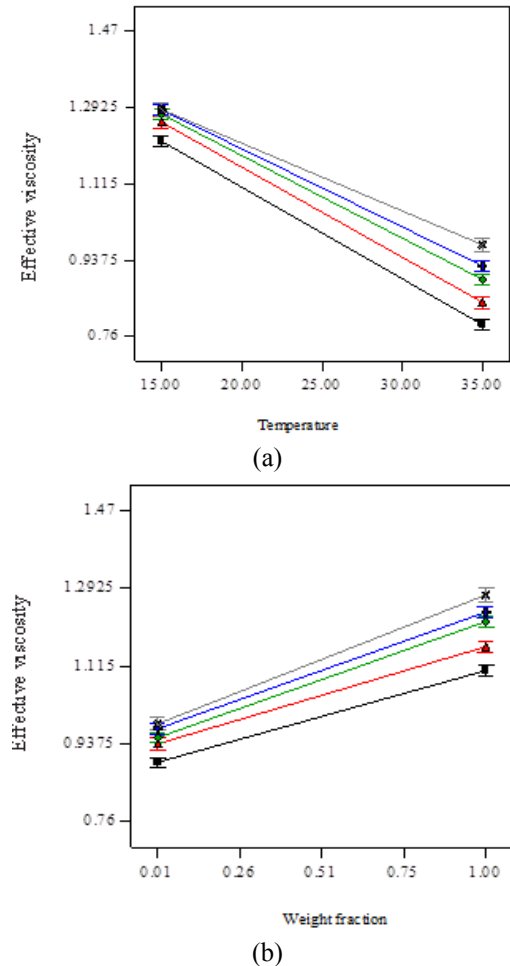 1.47
1.2925
1.115
0.9375
0.76
Effective viscosity
15.00 20.00 25.00 30.00 35.00
Temperature
(a)
1.47
1.2925
1.115
0.9375
0.76
Effective viscosity
0.01 0.26 0.51 0.75 1.00
Weight fraction
(b)